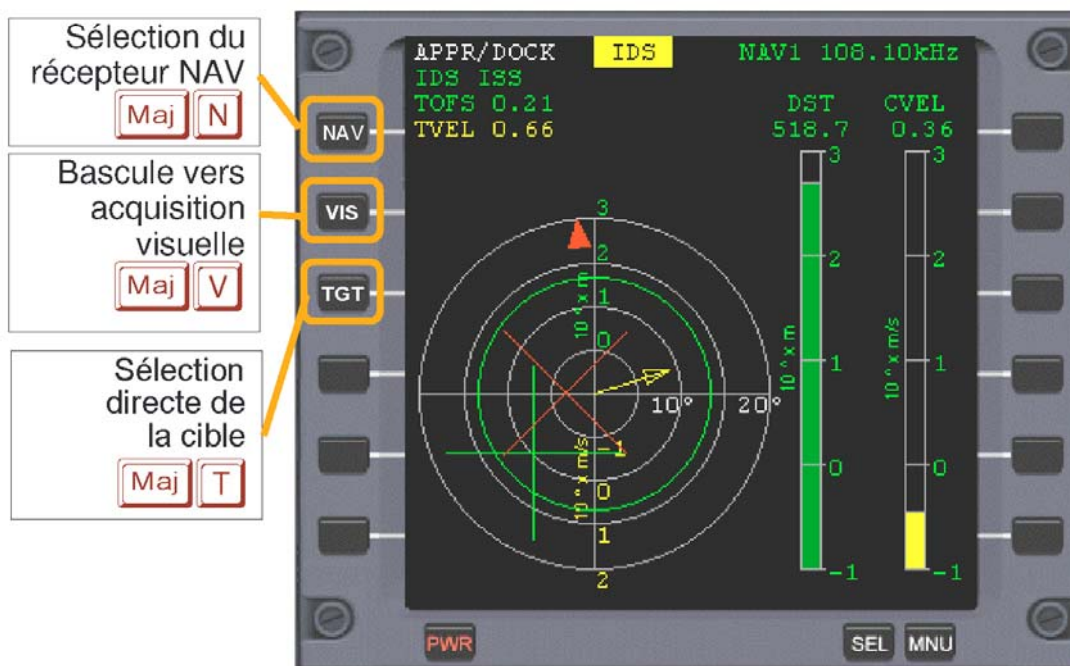 Sélection du
récepteur NAV
Maj N
Bascule vers
acquisition
visuelle
Maj V
Sélection
directe de
la cible
Maj T
NAV
VIS
TGT
APPR/DOCK IDS NAV1 108.10kHz
IDS ISS
TOFS 0.21
TVEL 0.66
DST CVEL
518.7 0.36
3
2
1
0
10^x m
10° 20°
-1
0
1
2
10^x m/s
3
2
1
0
-1
10^x m
3
2
1
0
-1
10^x m/s
PWR SEL MNU